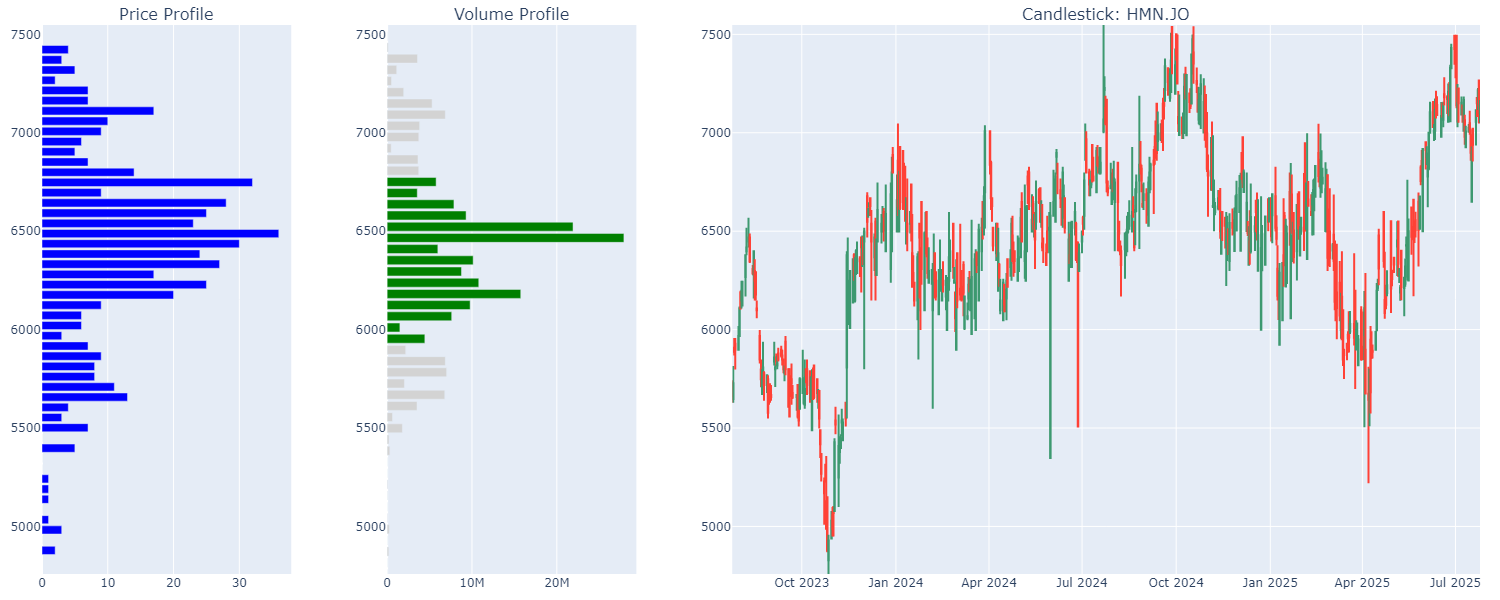 Price Profile
7500
7000
6500
6000
5500
5000
0
10
20
30
Volume Profile
7500
7000
6500
6000
5500
5000
0
10M
20M
Candlestick: HMN.JO
7500
7000
6500
6000
5500
5000
Oct 2023
Jan 2024
Apr 2024
Jul 2024
Oct 2024
Jan 2025
Apr 2025
Jul 2025